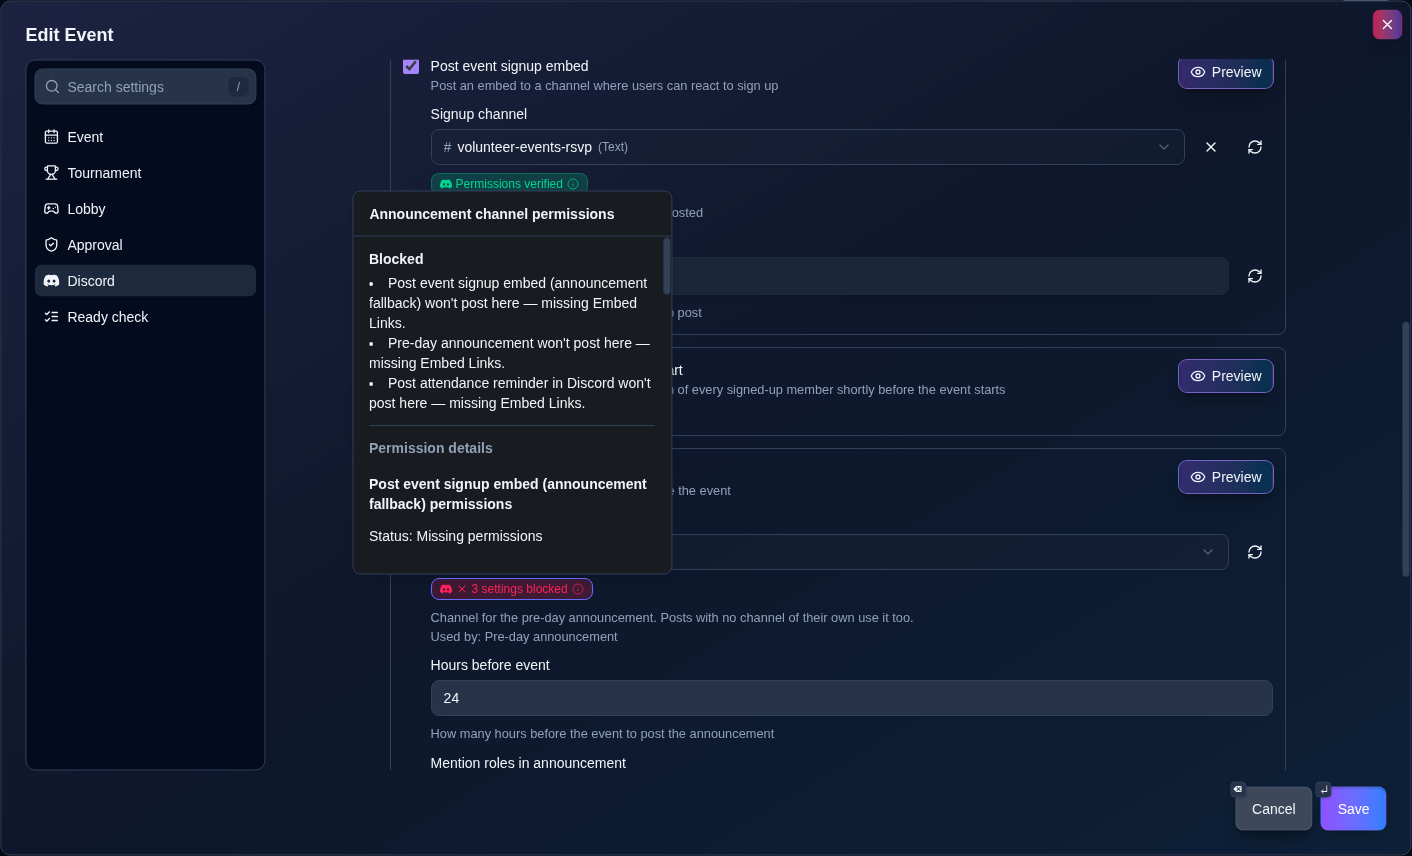 Edit Event
Search settings /
Event
Tournament
Lobby
Approval
Discord
Ready check
Post event signup embed
Post an embed to a channel where users can react to sign up
Preview
Signup channel
# volunteer-events-rsvp (Text)
Permissions verified
osted
post
Announcement channel permissions
Blocked
• Post event signup embed (announcement
fallback) won't post here — missing Embed
Links.
• Pre-day announcement won't post here —
missing Embed Links.
• Post attendance reminder in Discord won't
post here — missing Embed Links.
Permission details
Post event signup embed (announcement
fallback) permissions
Status: Missing permissions
art
of every signed-up member shortly before the event starts
Preview
e the event
Preview
3 settings blocked
Channel for the pre-day announcement. Posts with no channel of their own use it too.
Used by: Pre-day announcement
Hours before event
24
How many hours before the event to post the announcement
Mention roles in announcement
Cancel
Save